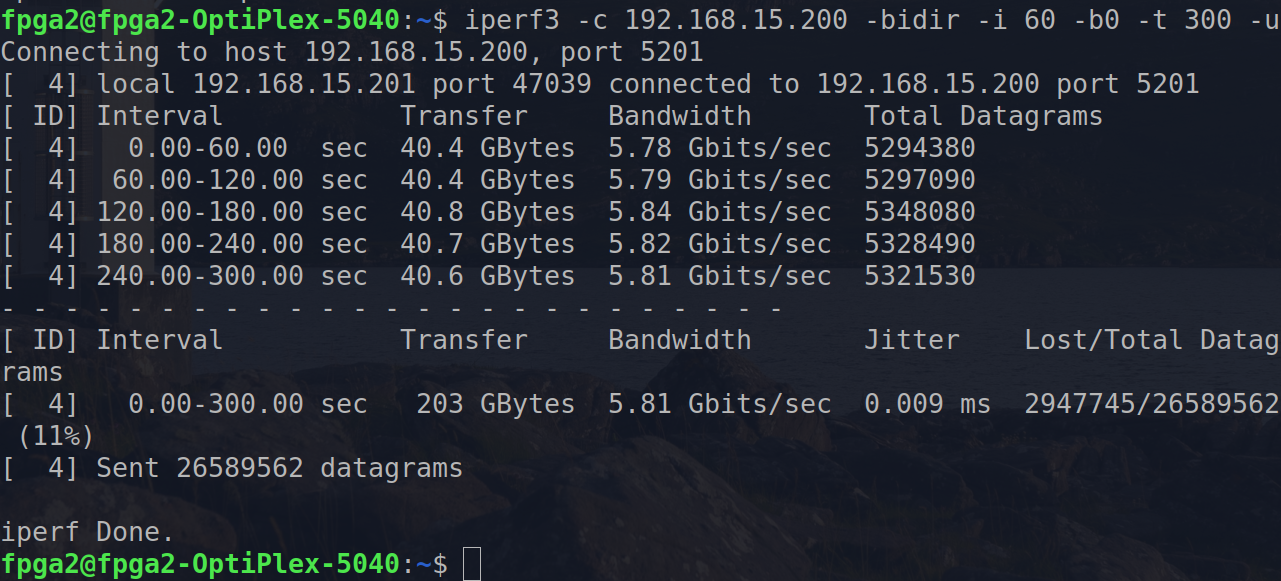 fpga2@fpga2-OptiPlex-5040:~$ iperf3 -c 192.168.15.200 -bidir -i 60 -b0 -t 300 -u
Connecting to host 192.168.15.200, port 5201
[  4] local 192.168.15.201 port 47039 connected to 192.168.15.200 port 5201
[ ID] Interval           Transfer     Bandwidth       Total Datagrams
[  4]   0.00-60.00  sec  40.4 GBytes  5.78 Gbits/sec  5294380
[  4]  60.00-120.00 sec  40.4 GBytes  5.79 Gbits/sec  5297090
[  4] 120.00-180.00 sec  40.8 GBytes  5.84 Gbits/sec  5348080
[  4] 180.00-240.00 sec  40.7 GBytes  5.82 Gbits/sec  5328490
[  4] 240.00-300.00 sec  40.6 GBytes  5.81 Gbits/sec  5321530
- - - - - - - - - - - - - - - - - - - - - - - - -
[ ID] Interval           Transfer     Bandwidth       Jitter    Lost/Total Datag
rams
[  4]   0.00-300.00 sec   203 GBytes  5.81 Gbits/sec  0.009 ms  2947745/26589562
 (11%)
[  4] Sent 26589562 datagrams

iperf Done.
fpga2@fpga2-OptiPlex-5040:~$